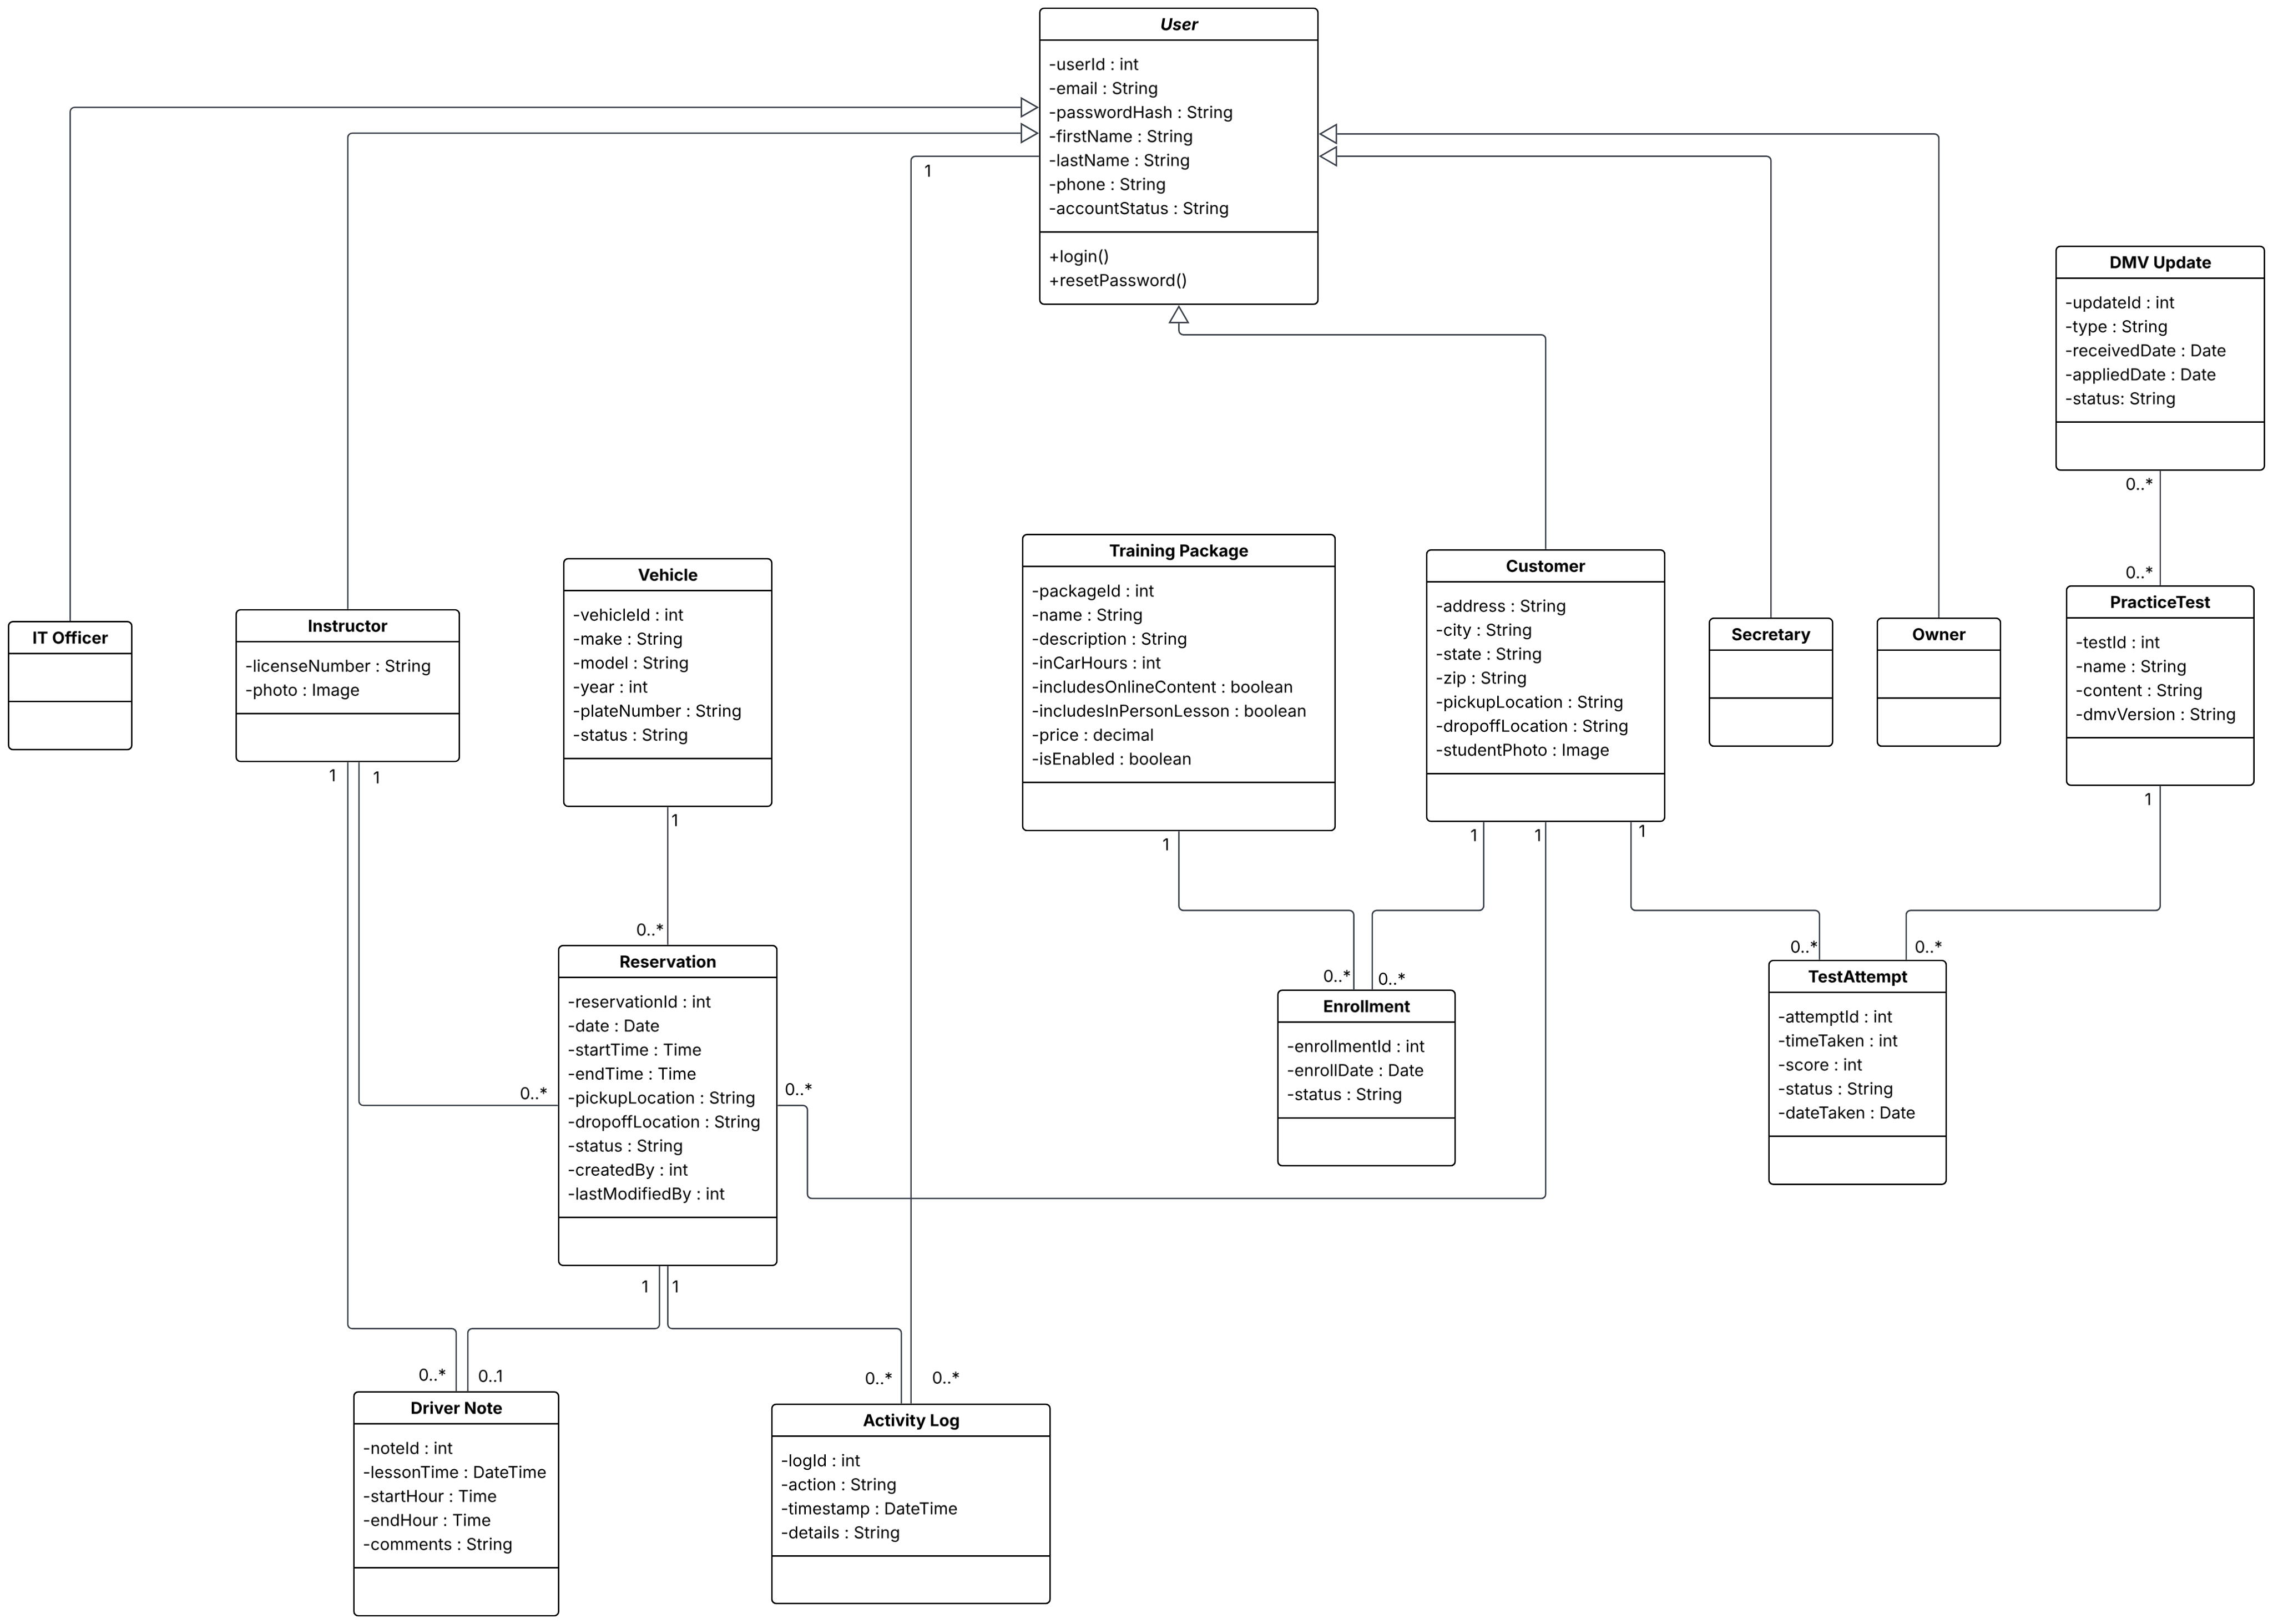 User
-userId : int
-email : String
-passwordHash : String
-firstName : String
-lastName : String
-phone : String
-accountStatus : String
+login()
+resetPassword()
1
DMV Update
-updateId : int
-type : String
-receivedDate : Date
-appliedDate : Date
-status: String
0..*
0..*
IT Officer
Instructor
-licenseNumber : String
-photo : Image
1
1
Vehicle
-vehicleId : int
-make : String
-model : String
-year : int
-plateNumber : String
-status : String
1
0..*
Training Package
-packageId : int
-name : String
-description : String
-inCarHours : int
-includesOnlineContent : boolean
-includesInPersonLesson : boolean
-price : decimal
-isEnabled : boolean
1
Customer
-address : String
-city : String
-state : String
-zip : String
-pickupLocation : String
-dropoffLocation : String
-studentPhoto : Image
1
1
1
Secretary
Owner
PracticeTest
-testId : int
-name : String
-content : String
-dmvVersion : String
1
Reservation
-reservationId : int
-date : Date
-startTime : Time
-endTime : Time
-pickupLocation : String
-dropoffLocation : String
-status : String
-createdBy : int
-lastModifiedBy : int
0..*
0..*
1
1
0..*
0..*
Enrollment
-enrollmentId : int
-enrollDate : Date
-status : String
0..*
0..*
TestAttempt
-attemptId : int
-timeTaken : int
-score : int
-status : String
-dateTaken : Date
0..*
0..1
Driver Note
-noteId : int
-lessonTime : DateTime
-startHour : Time
-endHour : Time
-comments : String
0..*
0..*
Activity Log
-logId : int
-action : String
-timestamp : DateTime
-details : String